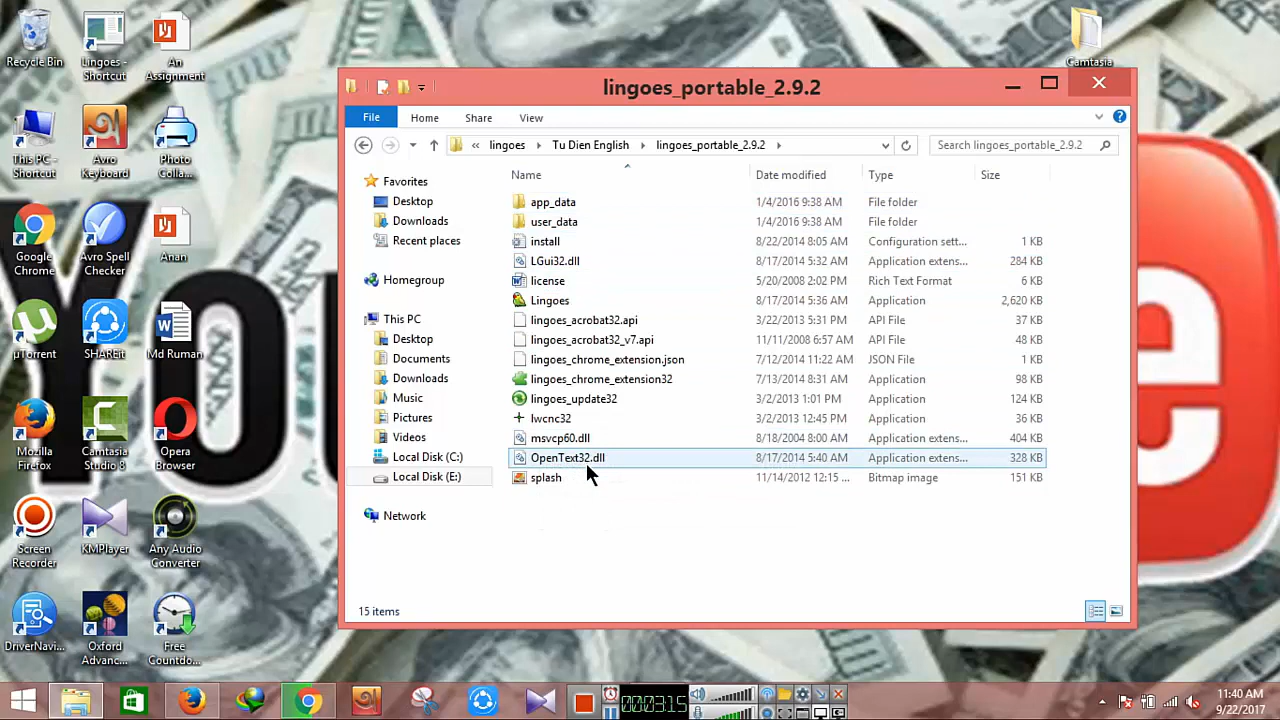 Recycle Bin
Lingoes - Shortcut
An Assignment
This PC - Shortcut
Avro Keyboard
Photo Colla...
Google Chrome
Avro Spell Checker
Anan
µTorrent
SHAREit
Md Ruman
Mozilla Firefox
Camtasia Studio 8
Opera Browser
Screen Recorder
KMPlayer
Any Audio Converter
DriverNavi...
Oxford Advanc...
Free Countdo...
Camtasia
lingoes_portable_2.9.2
File Home Share View
« lingoes Tu Dien English lingoes_portable_2.9.2
Search lingoes_portable_2.9.2
Favorites
Desktop
Downloads
Recent places
Homegroup
This PC
Desktop
Documents
Downloads
Music
Pictures
Videos
Local Disk (C:)
Local Disk (E:)
Network
Name Date modified Type Size
app_data 1/4/2016 9:38 AM File folder
user_data 1/4/2016 9:38 AM File folder
install 8/22/2014 8:05 AM Configuration sett... 1 KB
LGui32.dll 8/17/2014 5:32 AM Application extens... 284 KB
license 5/20/2008 2:02 PM Rich Text Format 6 KB
Lingoes 8/17/2014 5:36 AM Application 2,620 KB
lingoes_acrobat32.api 3/22/2013 5:31 PM API File 37 KB
lingoes_acrobat32_v7.api 11/11/2008 6:57 AM API File 48 KB
lingoes_chrome_extension.json 7/12/2014 11:22 AM JSON File 1 KB
lingoes_chrome_extension32 7/13/2014 8:31 AM Application 98 KB
lingoes_update32 3/2/2013 1:01 PM Application 124 KB
lwcnc32 3/2/2013 12:45 PM Application 36 KB
msvcp60.dll 8/18/2004 8:00 AM Application extens... 404 KB
OpenText32.dll 8/17/2014 5:40 AM Application extens... 328 KB
splash 11/14/2012 12:15 ... Bitmap image 151 KB
15 items
You
e
000:03:15
11:40 AM
9/22/2017